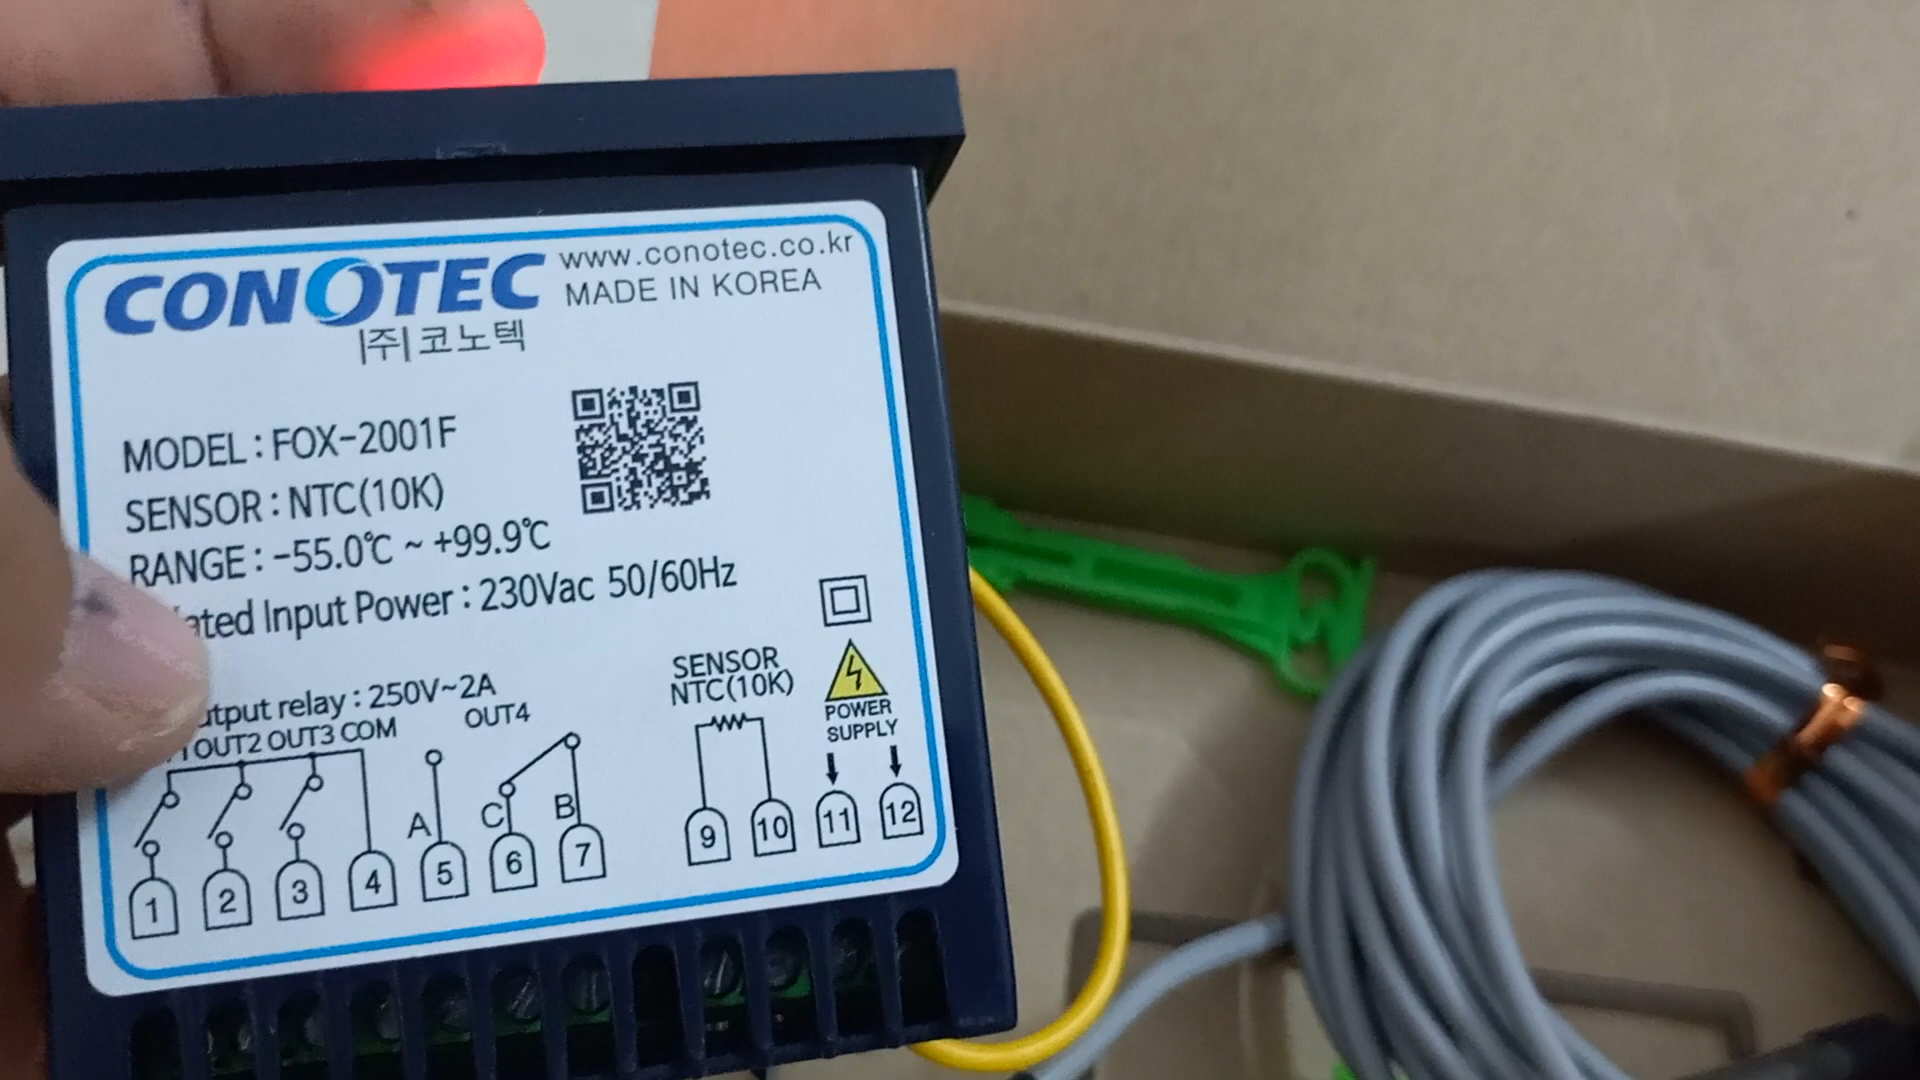 CONOTEC www.conotec.co.kr
MADE IN KOREA
|주| 코노텍
MODEL : FOX-2001F
SENSOR : NTC(10K)
RANGE : -55.0℃ ~ +99.9℃
Input Power : 230Vac 50/60Hz
relay : 250V~2A
OUT2 OUT3 COM
OUT4
SENSOR
NTC(10K)
POWER
SUPPLY
A C B
1 2 3 4 5 6 7 9 10 11 12